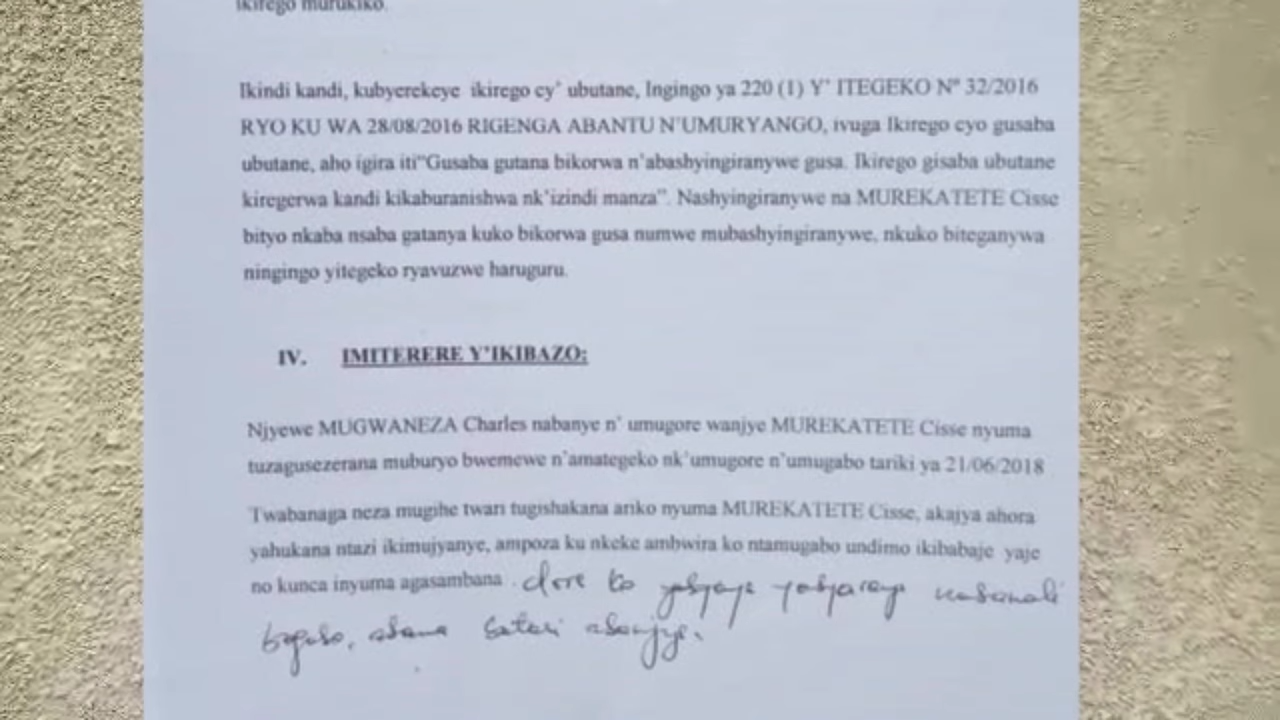 ikirego murukiko.
Ikindi kandi, kubyerekeye ikirego cy' ubutane, Ingingo ya 220 (1) Y' ITEGEKO Nº 32/2016
RYO KU WA 28/08/2016 RIGENGA ABANTU N'UMURYANGO, ivuga Ikirego cyo gusaba
ubutane, aho igira iti"Gusaba gutana bikorwa n'abashyingiranywe gusa. Ikirego gisaba ubutane
kiregerwa kandi kikaburanishwa nk'izindi manza". Nashyingiranywe na MUREKATETE Cisse
bityo nkaba nsaba gatanya kuko bikorwa gusa numwe mubashyingiranywe, nkuko biteganywa
ningingo yitegeko ryavuzwe haruguru.
IV. IMITERERE Y'IKIBAZO:
Njyewe MUGWANEZA Charles nabanye n' umugore wanjye MUREKATETE Cisse nyuma
tuzagusezerana muburyo bwemewe n'amategeko nk'umugore n'umugabo tariki ya 21/06/2018
Twabanaga neza mugihe twari tugishakana ariko nyuma MUREKATETE Cisse, akajya ahora
yahukana ntazi ikimujyanye, ampoza ku nkeke ambwira ko ntamugabo undimo ikibabaje yaje
no kunca inyuma agasambana . dore ko